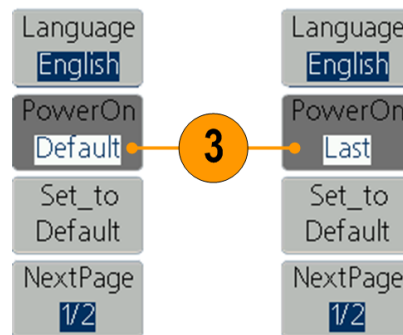 Language
English
PowerOn
Default
Set_to
Default
NextPage
1/2
3
Language
English
PowerOn
Last
Set_to
Default
NextPage
1/2